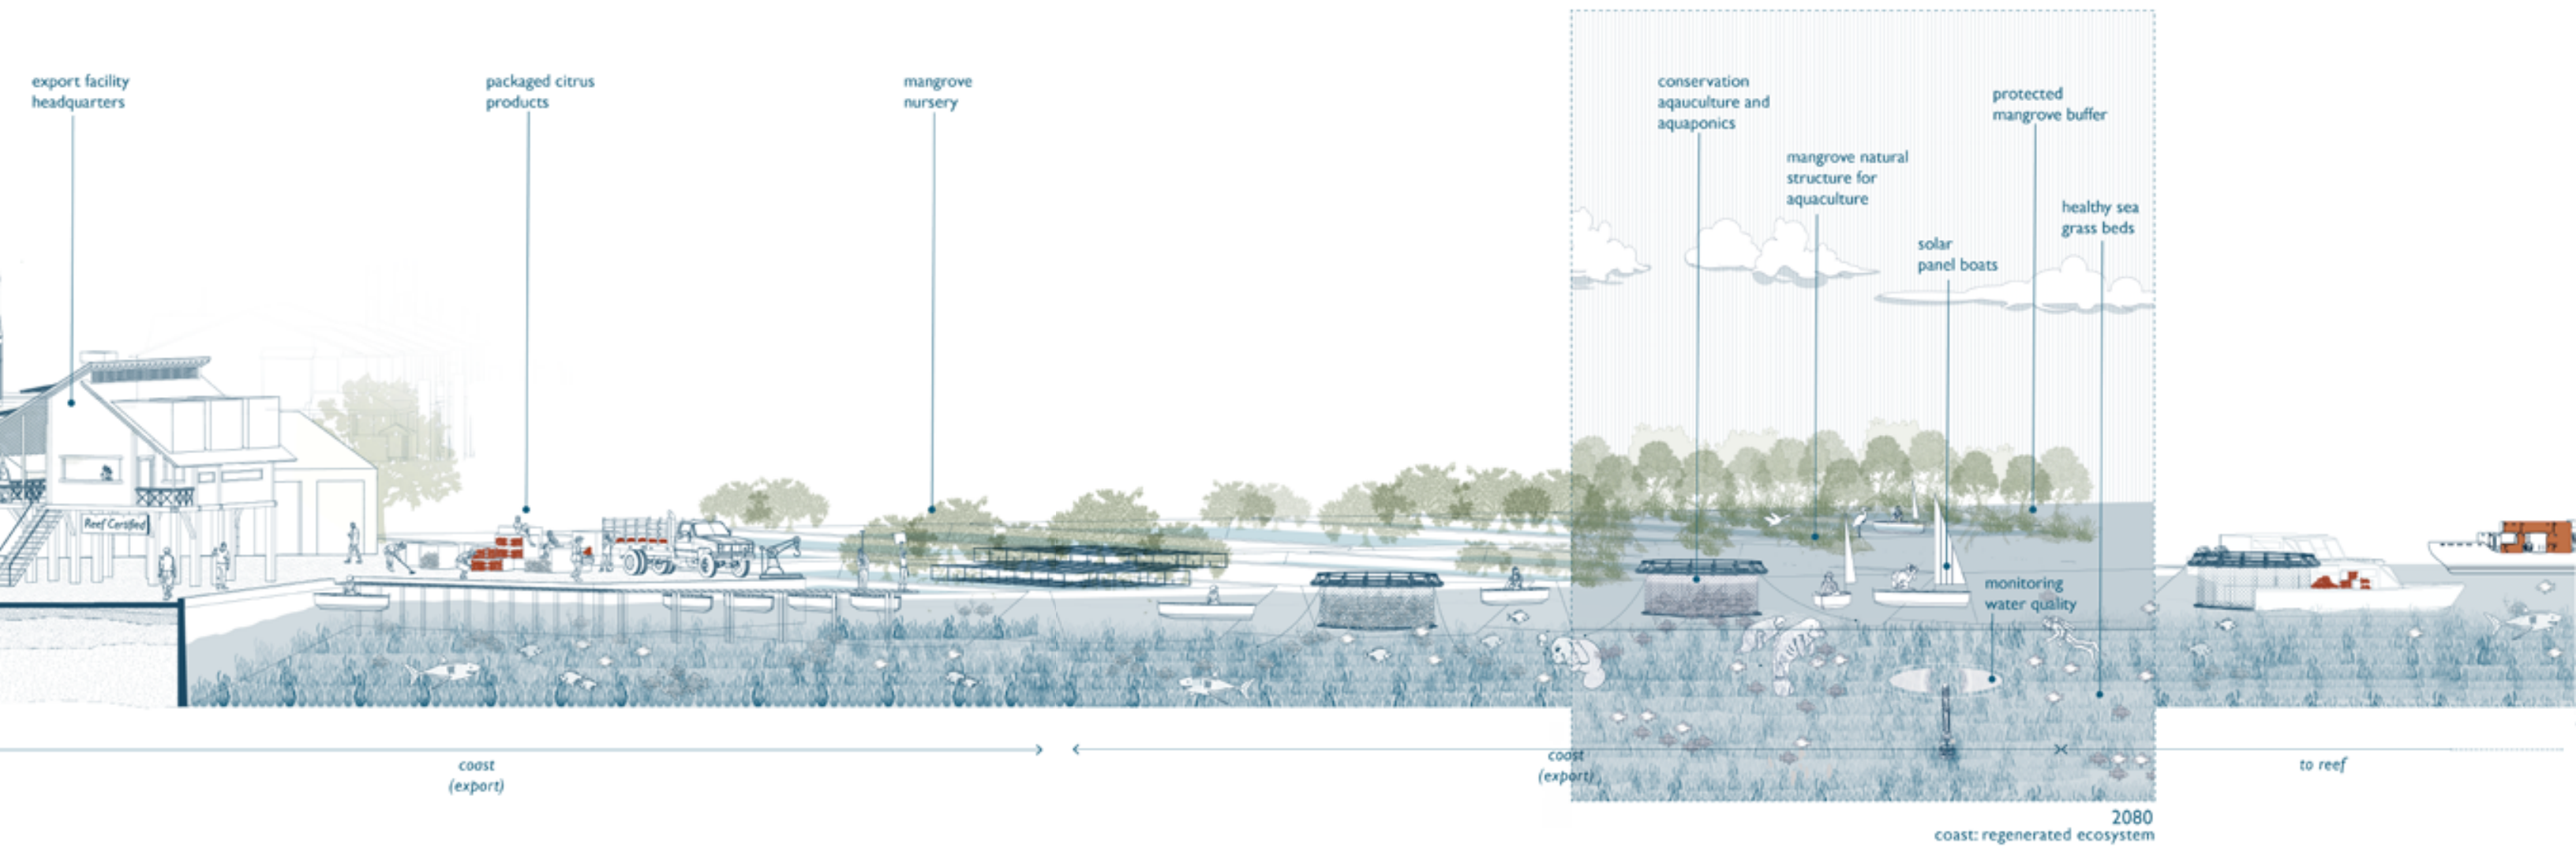 export facility
headquarters
packaged citrus
products
mangrove
nursery
conservation
aqauculture and
aquaponics
mangrove natural
structure for
aquaculture
solar
panel boats
protected
mangrove buffer
healthy sea
grass beds
monitoring
water quality
Reef Certified
coast
(export)
coast
(export)
to reef
2080
coast: regenerated ecosystem